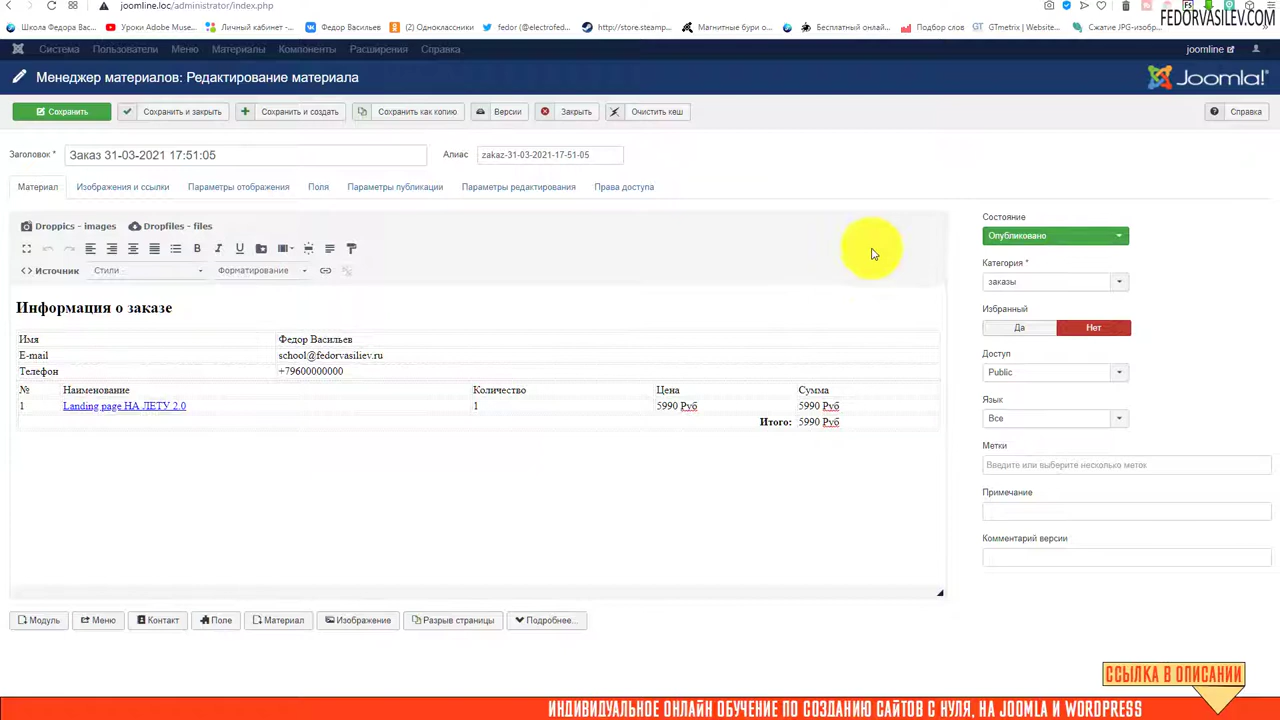 joomline.loc/administrator/index.php
FEDORVASILEV.COM
Школа Федора Вас...
Уроки Adobe Muse...
Личный кабинет -...
Федор Васильев
(2) Одноклассники
fedor (@electrofed...
http://store.steamp...
Магнитные бури о...
Бесплатный онлай...
Подбор слов
GTmetrix | Website...
Сжатие JPG-изобр...
Система Пользователи Меню Материалы Компоненты Расширения Справка
joomline
Менеджер материалов: Редактирование материала
Joomla!
Сохранить Сохранить и закрыть Сохранить и создать Сохранить как копию Версии Закрыть Очистить кеш Справка
Заголовок * Заказ 31-03-2021 17:51:05 Алиас zakaz-31-03-2021-17-51-05
Материал Изображения и ссылки Параметры отображения Поля Параметры публикации Параметры редактирования Права доступа
Droppics - images Dropfiles - files
B I U
Источник Стили Форматирование
Информация о заказе
Имя Федор Васильев
E-mail school@fedorvasiliev.ru
Телефон +79600000000
№ Наименование Количество Цена Сумма
1 Landing page НА ЛЕТУ 2.0 1 5990 Руб 5990 Руб
Итого: 5990 Руб
Состояние
Опубликовано
Категория *
заказы
Избранный
Да Нет
Доступ
Public
Язык
Все
Метки
Введите или выберите несколько меток
Примечание
Комментарий версии
Модуль Меню Контакт Поле Материал Изображение Разрыв страницы Подробнее...
ССЫЛКА В ОПИСАНИИ
ИНДИВИДУАЛЬНОЕ ОНЛАЙН ОБУЧЕНИЕ ПО СОЗДАНИЮ САЙТОВ С НУЛЯ, НА JOOMLA И WORDPRESS